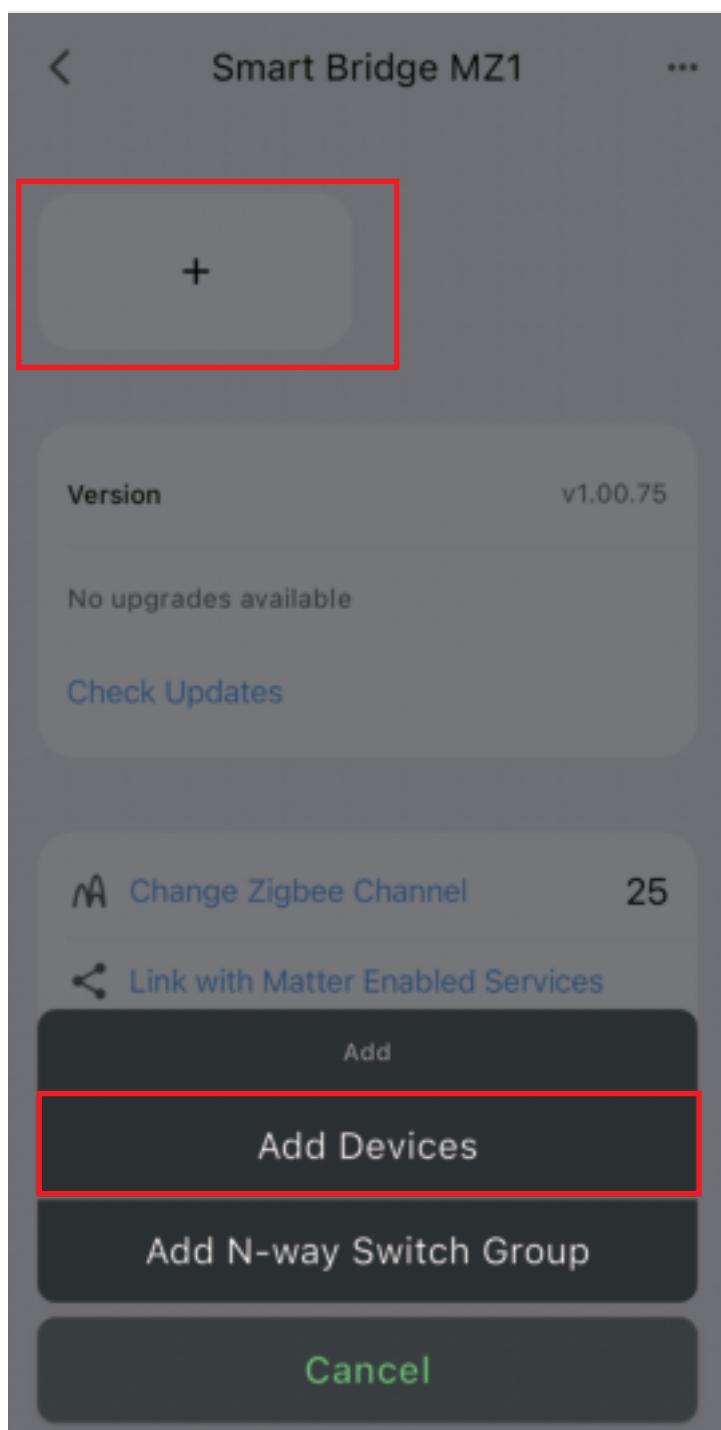 Smart Bridge MZ1
+
Version v1.00.75
No upgrades available
Check Updates
Change Zigbee Channel 25
Link with Matter Enabled Services
Add
Add Devices
Add N-way Switch Group
Cancel